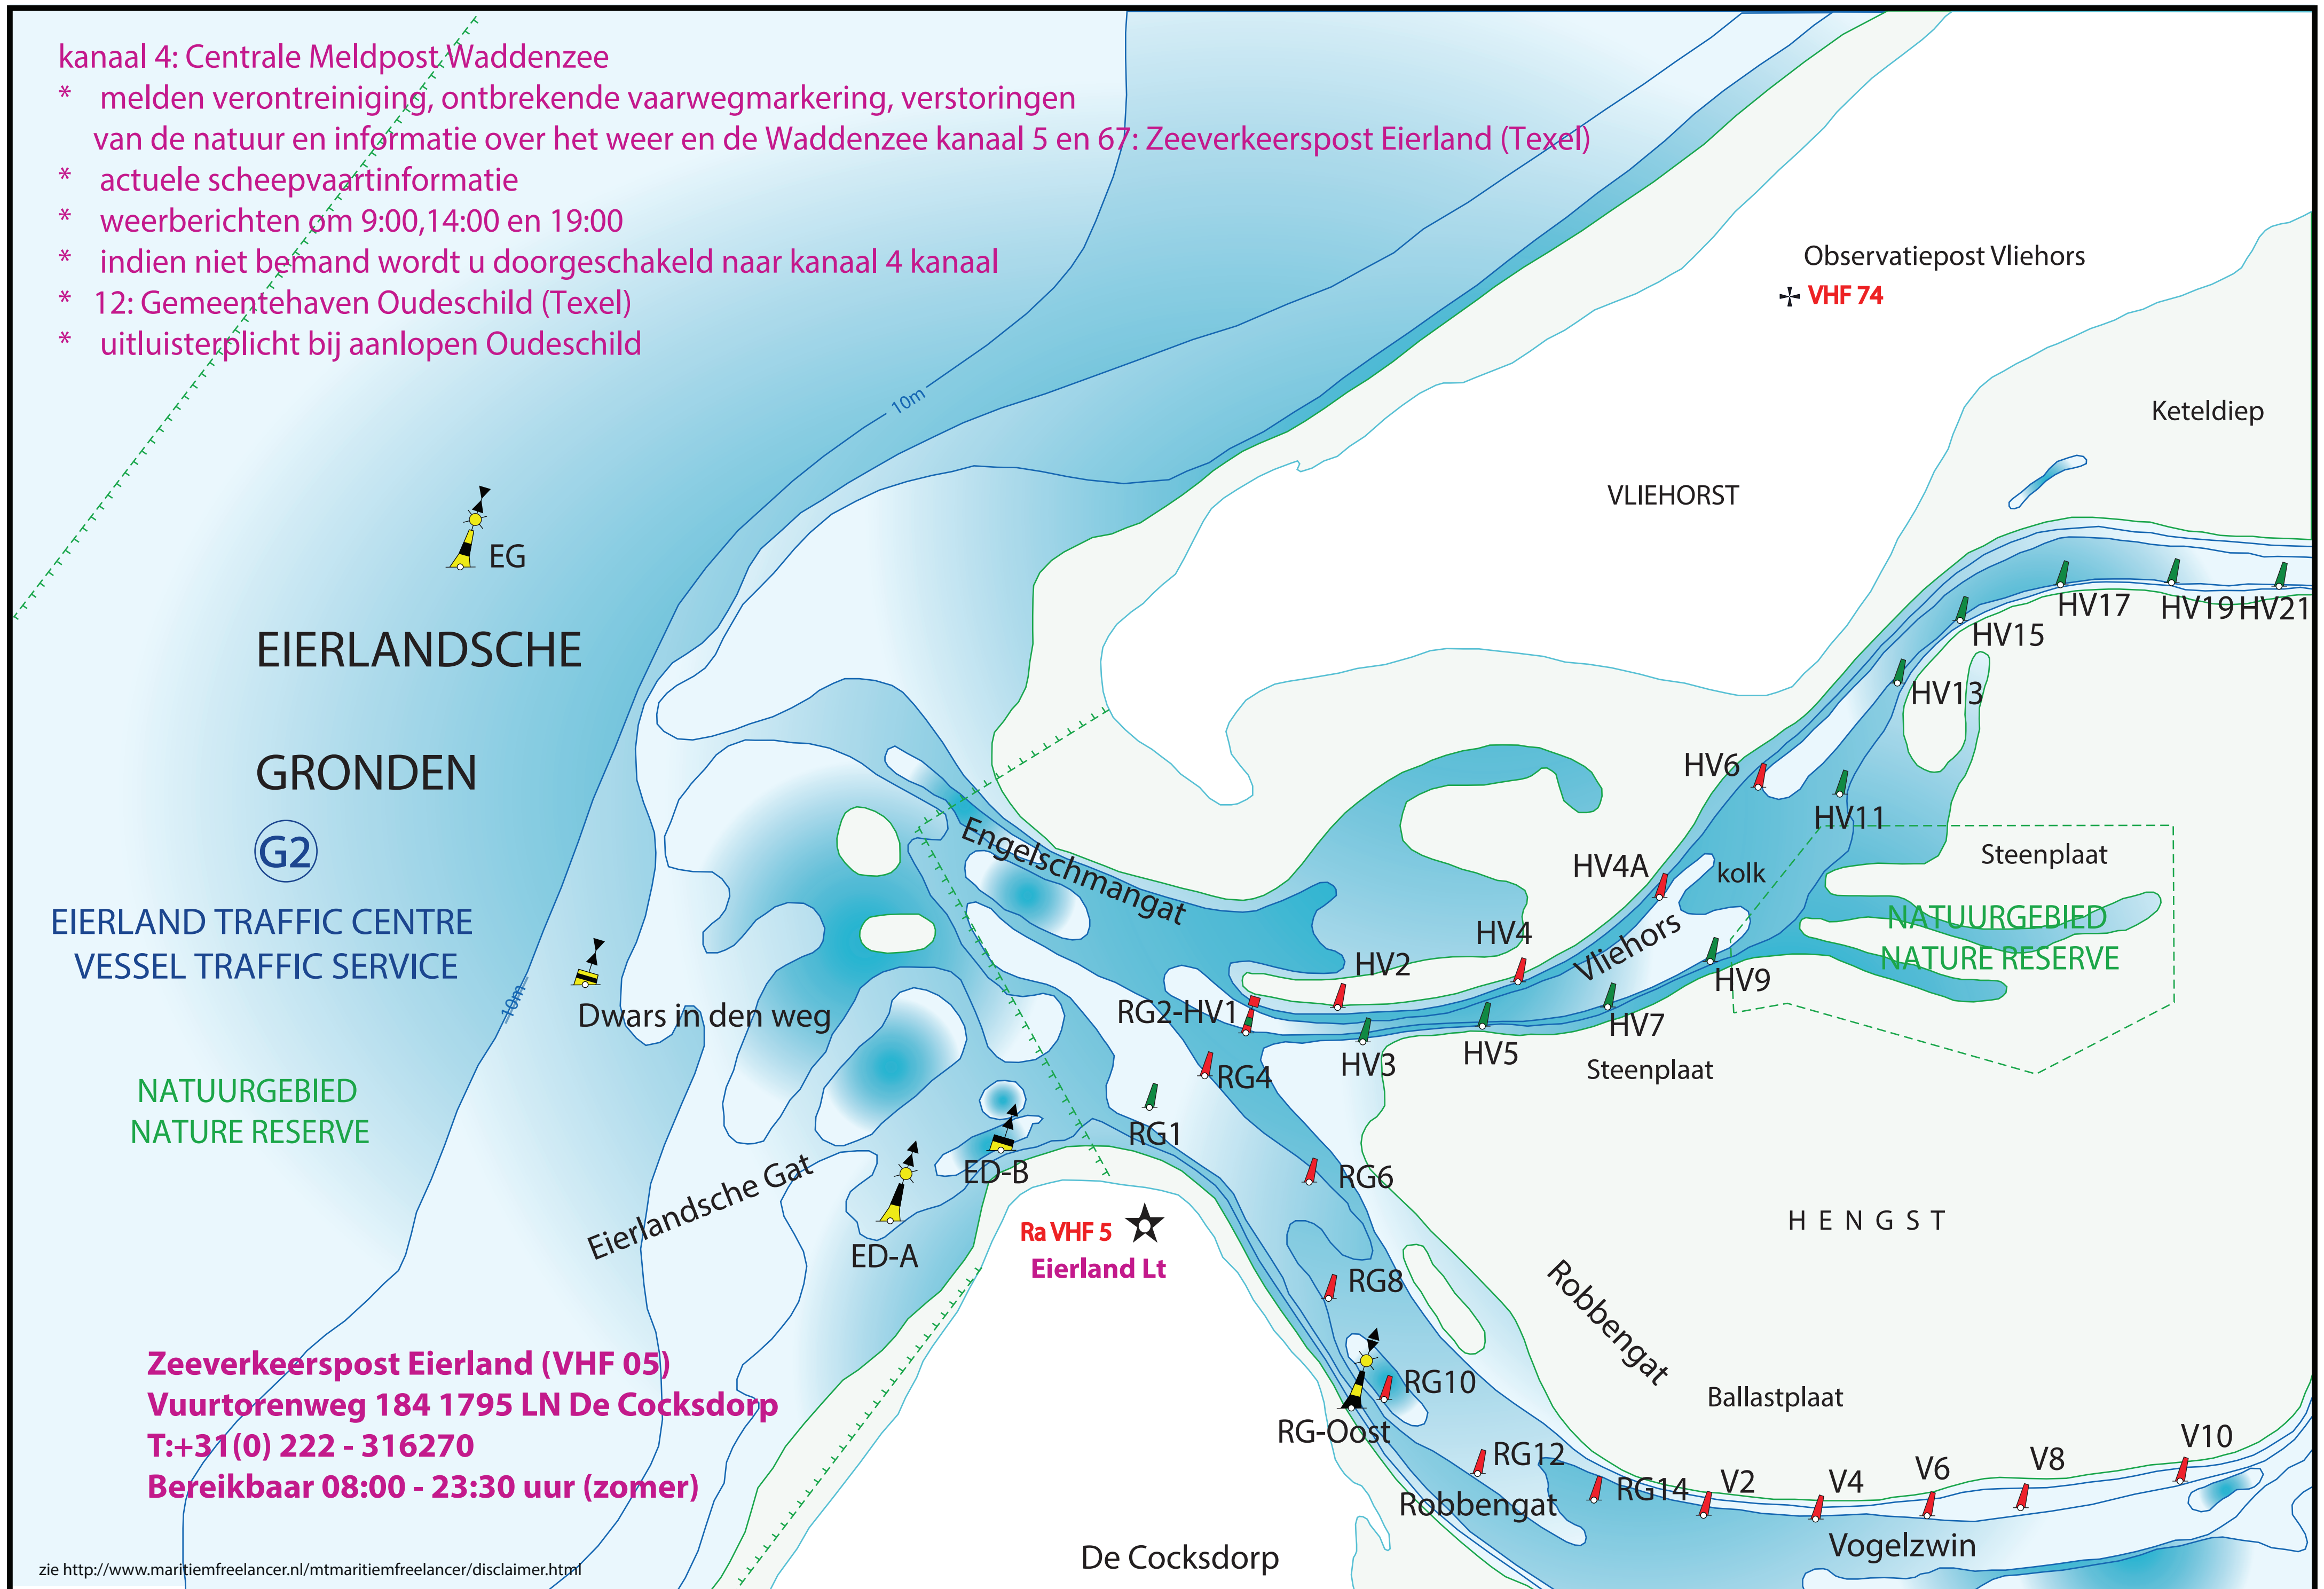 kanaal 4: Centrale Meldpost Waddenzee
* melden verontreiniging, ontbrekende vaarwegmarkering, verstoringen
van de natuur en informatie over het weer en de Waddenzee kanaal 5 en 67: Zeeverkeerspost Eierland (Texel)
* actuele scheepvaartinformatie
* weerberichten om 9:00,14:00 en 19:00
* indien niet bemand wordt u doorgeschakeld naar kanaal 4 kanaal
* 12: Gemeentehaven Oudeschild (Texel)
* uitluisterplicht bij aanlopen Oudeschild
Observatiepost Vliehors
VHF 74
10m
Keteldiep
VLIEHORST
EG
HV17
HV19
HV21
HV15
EIERLANDSCHE
HV13
GRONDEN
HV6
HV11
G2
Engelschmangat
Steenplaat
HV4A
kolk
EIERLAND TRAFFIC CENTRE
VESSEL TRAFFIC SERVICE
NATUURGEBIED
NATURE RESERVE
HV4
Vliehors
HV2
HV9
10m
Dwars in den weg
RG2-HV1
HV7
HV3
HV5
Steenplaat
RG4
NATUURGEBIED
NATURE RESERVE
RG1
ED-B
RG6
Eierlandsche Gat
ED-A
Ra VHF 5
Eierland Lt
HENGST
RG8
Robbengat
Zeeverkeerspost Eierland (VHF 05)
Vuurtorenweg 184 1795 LN De Cocksdorp
T:+31(0) 222 - 316270
Bereikbaar 08:00 - 23:30 uur (zomer)
RG10
RG-Oost
Ballastplaat
RG12
RG14
Robbengat
V2
V4
V6
V8
V10
Vogelzwin
De Cocksdorp
zie http://www.maritiemfreelancer.nl/mtmaritiemfreelancer/disclaimer.html